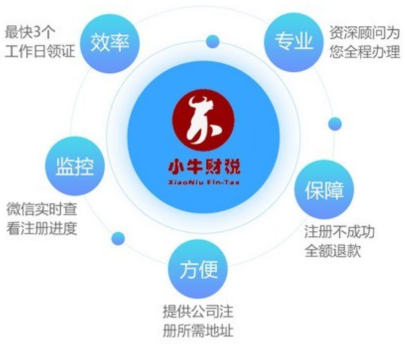 最快3个
工作日领证
效率
专业
资深顾问为
您全程办理
小牛财税
XiaoNiu Fin-Tax
监控
微信实时查
看注册进度
保障
注册不成功
全额退款
方便
提供公司注
册所需地址